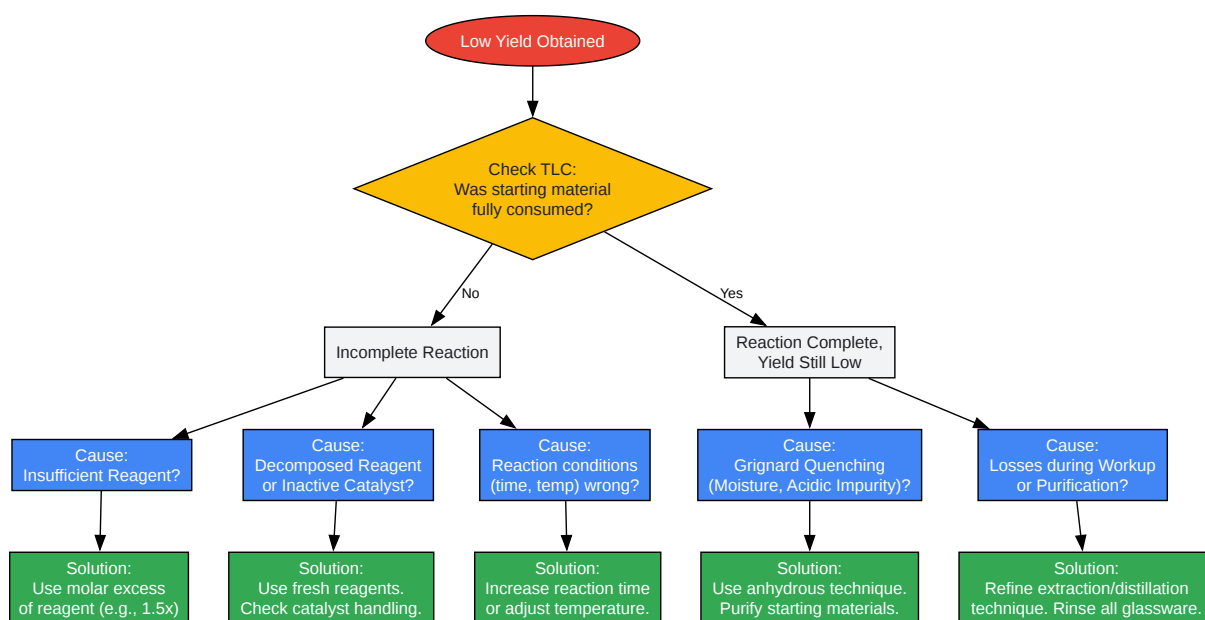 Low Yield Obtained
Check TLC:
Was starting material
fully consumed?
No
Yes
Incomplete Reaction
Reaction Complete,
Yield Still Low
Cause:
Insufficient Reagent?
Cause:
Decomposed Reagent
or Inactive Catalyst?
Cause:
Reaction conditions
(time, temp) wrong?
Cause:
Grignard Quenching
(Moisture, Acidic Impurity)?
Cause:
Losses during Workup
or Purification?
Solution:
Use molar excess
of reagent (e.g., 1.5x)
Solution:
Use fresh reagents.
Check catalyst handling.
Solution:
Increase reaction time
or adjust temperature.
Solution:
Use anhydrous technique.
Purify starting materials.
Solution:
Refine extraction/distillation
technique. Rinse all glassware.